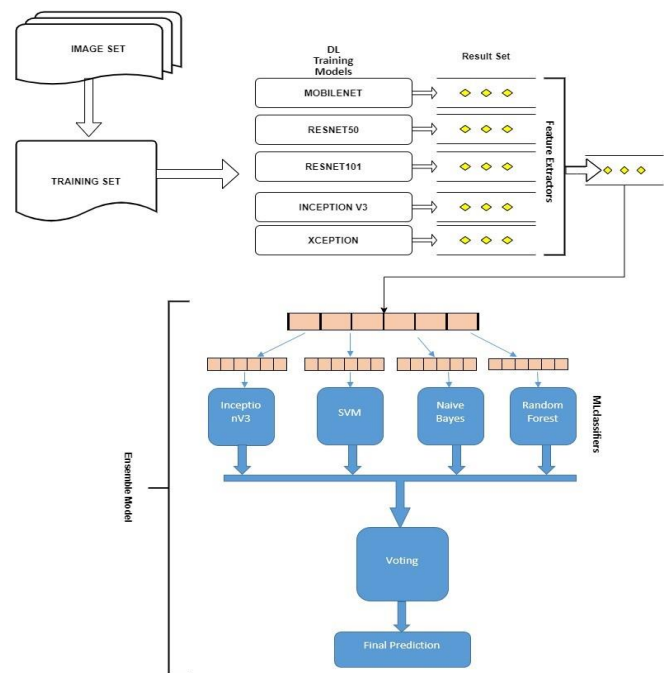 IMAGE SET
TRAINING SET
DL
Training
Models
Result Set
MOBILENET
RESNET50
RESNET101
INCEPTION V3
XCEPTION
Feature Extractors
Ensemble Model
Inceptio
nV3
SVM
Naive
Bayes
Random
Forest
MLclassifiers
Voting
Final Prediction